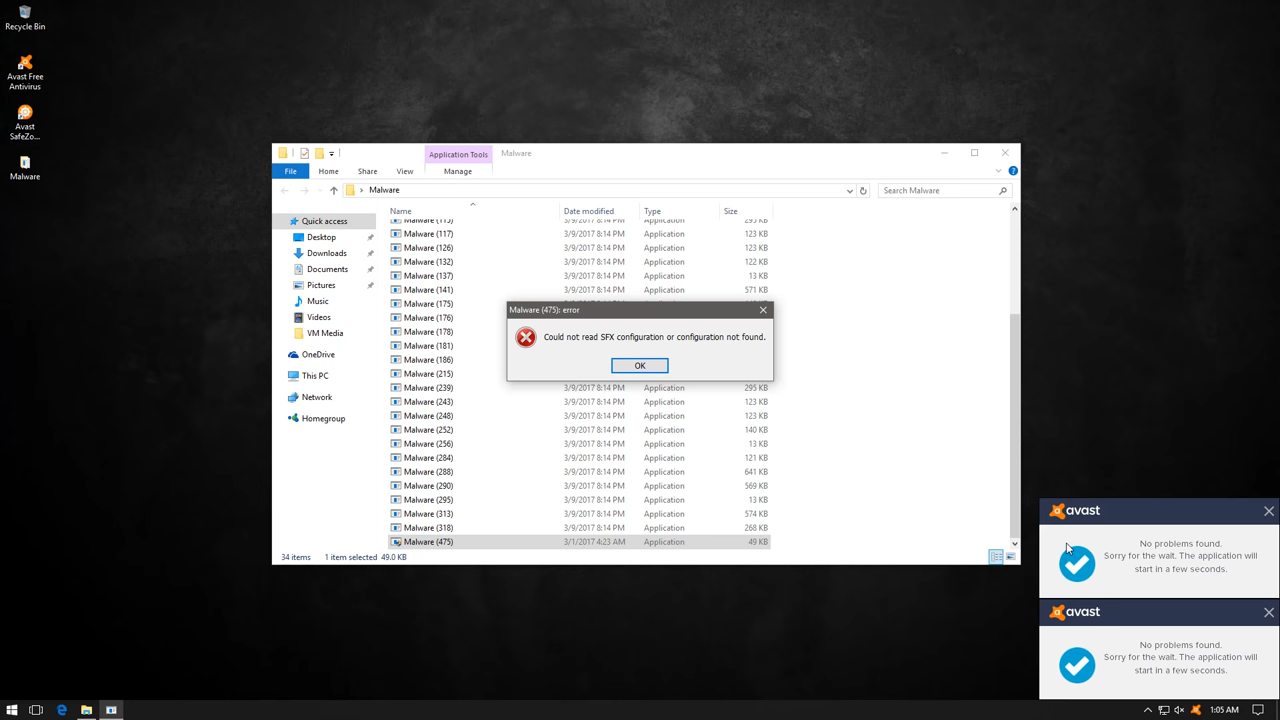 Recycle Bin
Avast Free
Antivirus
Avast
SafeZo...
Malware
Application Tools
Malware
File
Home
Share
View
Manage
Malware
Search Malware
Quick access
Desktop
Downloads
Documents
Pictures
Music
Videos
VM Media
OneDrive
This PC
Network
Homegroup
Name Date modified Type Size
Malware (115) 3/9/2017 8:14 PM Application 295 KB
Malware (117) 3/9/2017 8:14 PM Application 123 KB
Malware (126) 3/9/2017 8:14 PM Application 123 KB
Malware (132) 3/9/2017 8:14 PM Application 122 KB
Malware (137) 3/9/2017 8:14 PM Application 13 KB
Malware (141) 3/9/2017 8:14 PM Application 571 KB
Malware (175)
Malware (176)
Malware (178)
Malware (181)
Malware (186)
Malware (215)
Malware (239) 3/9/2017 8:14 PM Application 295 KB
Malware (243) 3/9/2017 8:14 PM Application 123 KB
Malware (248) 3/9/2017 8:14 PM Application 123 KB
Malware (252) 3/9/2017 8:14 PM Application 140 KB
Malware (256) 3/9/2017 8:14 PM Application 13 KB
Malware (284) 3/9/2017 8:14 PM Application 121 KB
Malware (288) 3/9/2017 8:14 PM Application 641 KB
Malware (290) 3/9/2017 8:14 PM Application 569 KB
Malware (295) 3/9/2017 8:14 PM Application 13 KB
Malware (313) 3/9/2017 8:14 PM Application 574 KB
Malware (318) 3/9/2017 8:14 PM Application 268 KB
Malware (475) 3/1/2017 4:23 AM Application 49 KB
34 items 1 item selected 49.0 KB
Malware (475): error
Could not read SFX configuration or configuration not found.
OK
avast
No problems found.
Sorry for the wait. The application will
start in a few seconds.
avast
No problems found.
Sorry for the wait. The application will
start in a few seconds.
1:05 AM